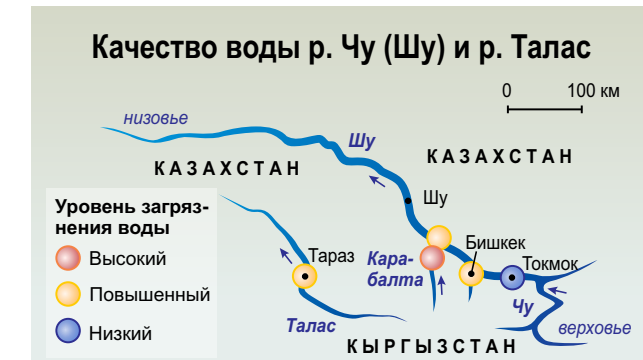 Качество воды р. Чу (Шу) и р. Талас
0 100 км
низовье
Шу
КАЗАХСТАН
КАЗАХСТАН
Шу
Уровень загряз-
нения воды
Высокий
Повышенный
Низкий
Тараз
Кара-
балта
Бишкек
Токмок
Чу
Талас
верховье
КЫРГЫЗСТАН